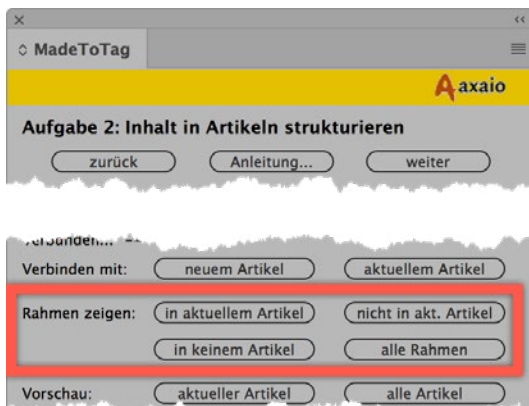 MadeToTag
axaio
Aufgabe 2: Inhalt in Artikeln strukturieren
zurück Anleitung... weiter
Verbinden mit: neuem Artikel aktuellem Artikel
Rahmen zeigen: in aktuellem Artikel nicht in akt. Artikel
in keinem Artikel alle Rahmen
Vorschau: aktueller Artikel alle Artikel